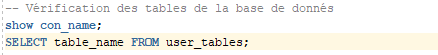 -- Vérification des tables de la base de donnés
show con_name;
SELECT table_name FROM user_tables;